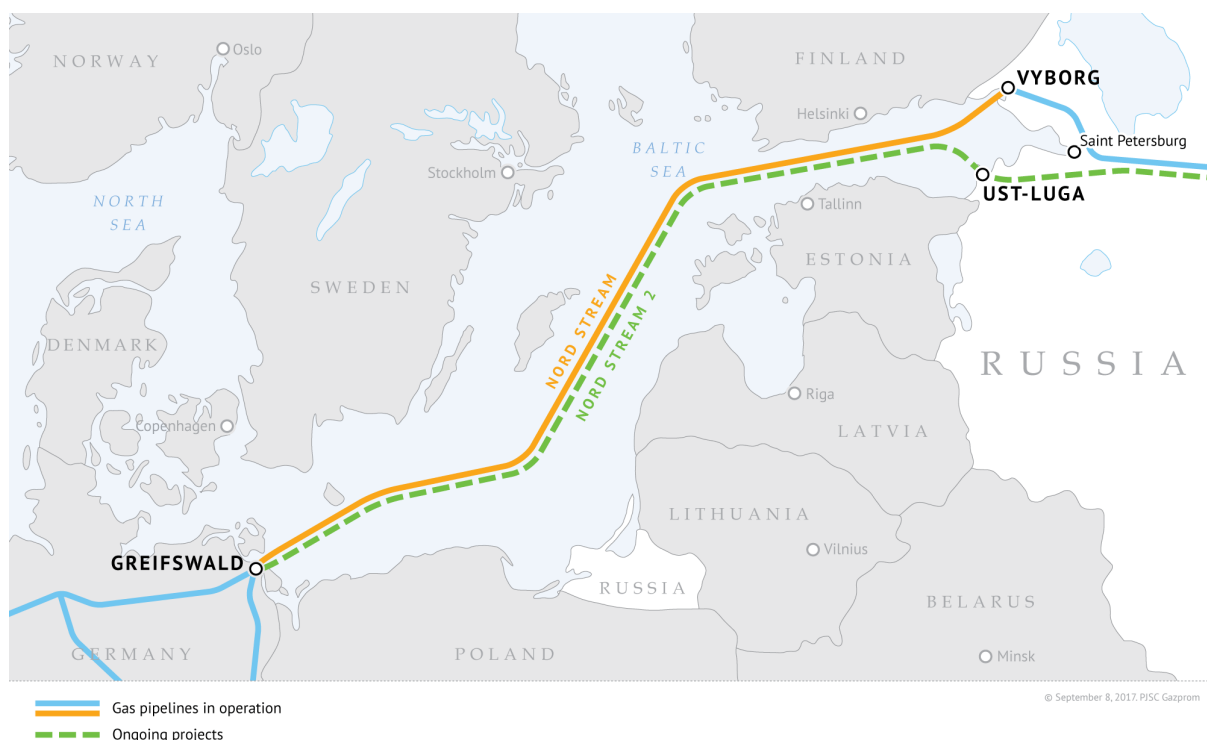 NORWAY
Oslo
FINLAND
VYBORG
Helsinki
Saint Petersburg
BALTIC
SEA
Stockholm
UST-LUGA
NORTH
SEA
Tallinn
ESTONIA
SWEDEN
NORD STREAM
NORD STREAM 2
DENMARK
RUSSIA
Riga
Copenhagen
LATVIA
LITHUANIA
Vilnius
GREIFSWALD
RUSSIA
BELARUS
GERMANY
POLAND
Minsk
© September 8, 2017. PJSC Gazprom
Gas pipelines in operation
Ongoing projects